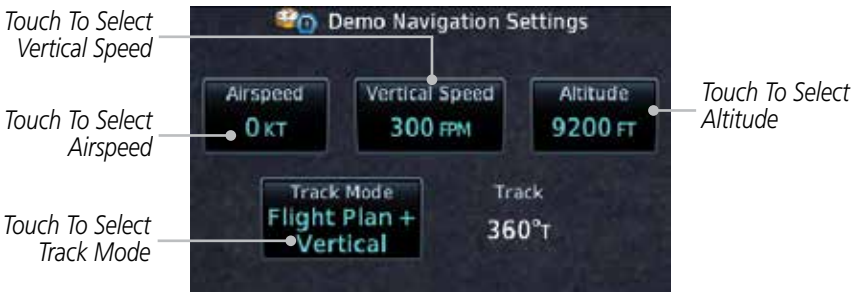 Touch To Select
Vertical Speed
Demo Navigation Settings
Touch To Select
Airspeed
Airspeed
0 KT
Vertical Speed
300 FPM
Altitude
9200 FT
Touch To Select
Altitude
Touch To Select
Track Mode
Track Mode
Flight Plan +
Vertical
Track
360°T